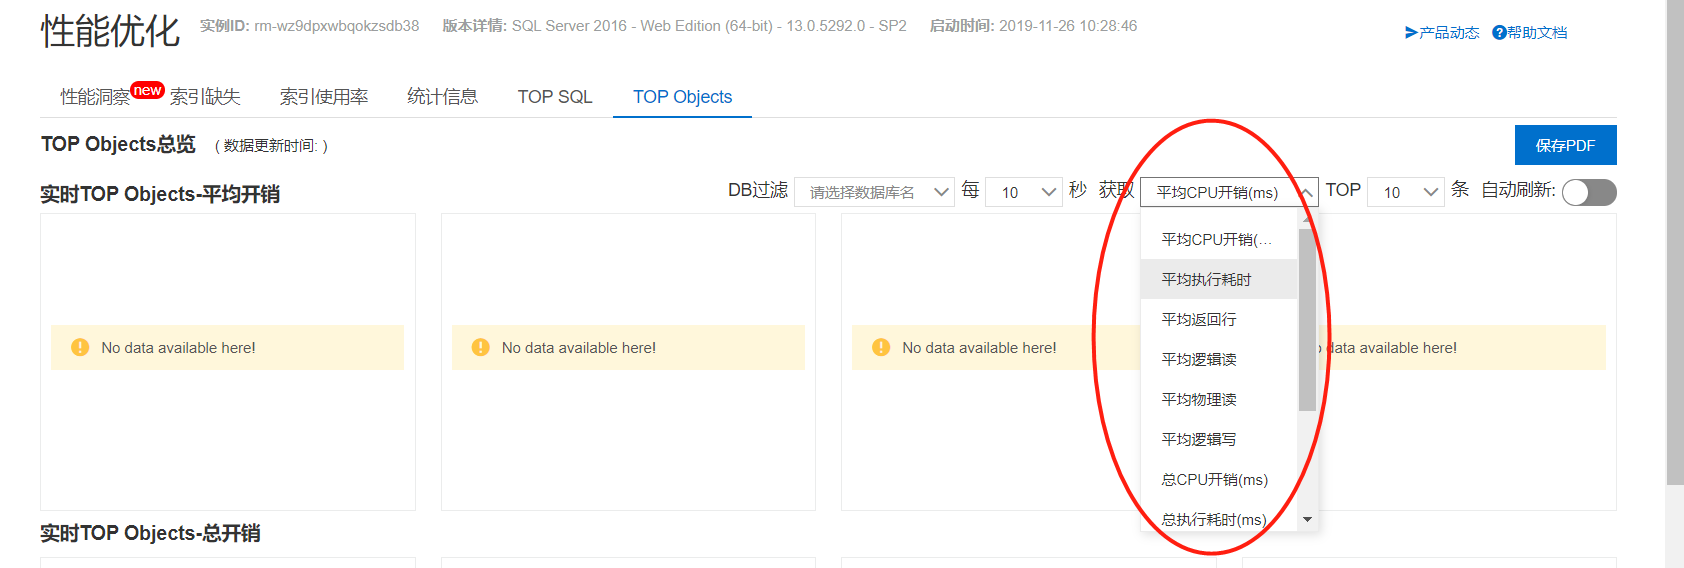 性能优化 实例ID: rm-wz9dpxwbqokzsdb38 版本详情: SQL Server 2016 - Web Edition (64-bit) - 13.0.5292.0 - SP2 启动时间: 2019-11-26 10:28:46
产品动态 帮助文档
性能洞察 new 索引缺失 索引使用率 统计信息 TOP SQL TOP Objects
TOP Objects总览 ( 数据更新时间: ) 保存PDF
实时TOP Objects-平均开销 DB过滤 请选择数据库名 每 10 秒 获取 平均CPU开销(ms) TOP 10 条 自动刷新:
平均CPU开销(...
平均执行耗时
平均返回行
No data available here! No data available here! No data available here! data available here!
平均逻辑读
平均物理读
平均逻辑写
总CPU开销(ms)
总执行耗时(ms)
实时TOP Objects-总开销